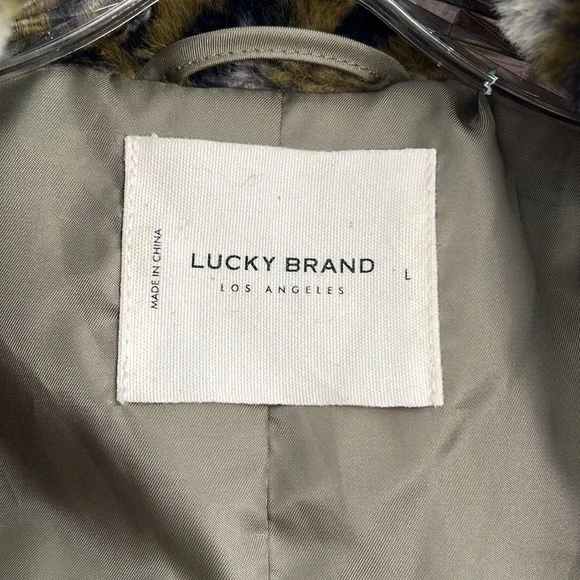 MADE IN CHINA
LUCKY BRAND
LOS ANGELES
L